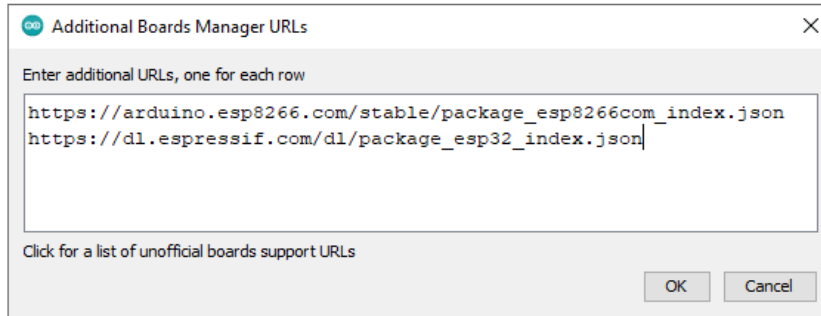 Additional Boards Manager URLs
Enter additional URLs, one for each row
https://arduino.esp8266.com/stable/package_esp8266com_index.json
https://dl.espressif.com/dl/package_esp32_index.json
Click for a list of unofficial boards support URLs
OK Cancel